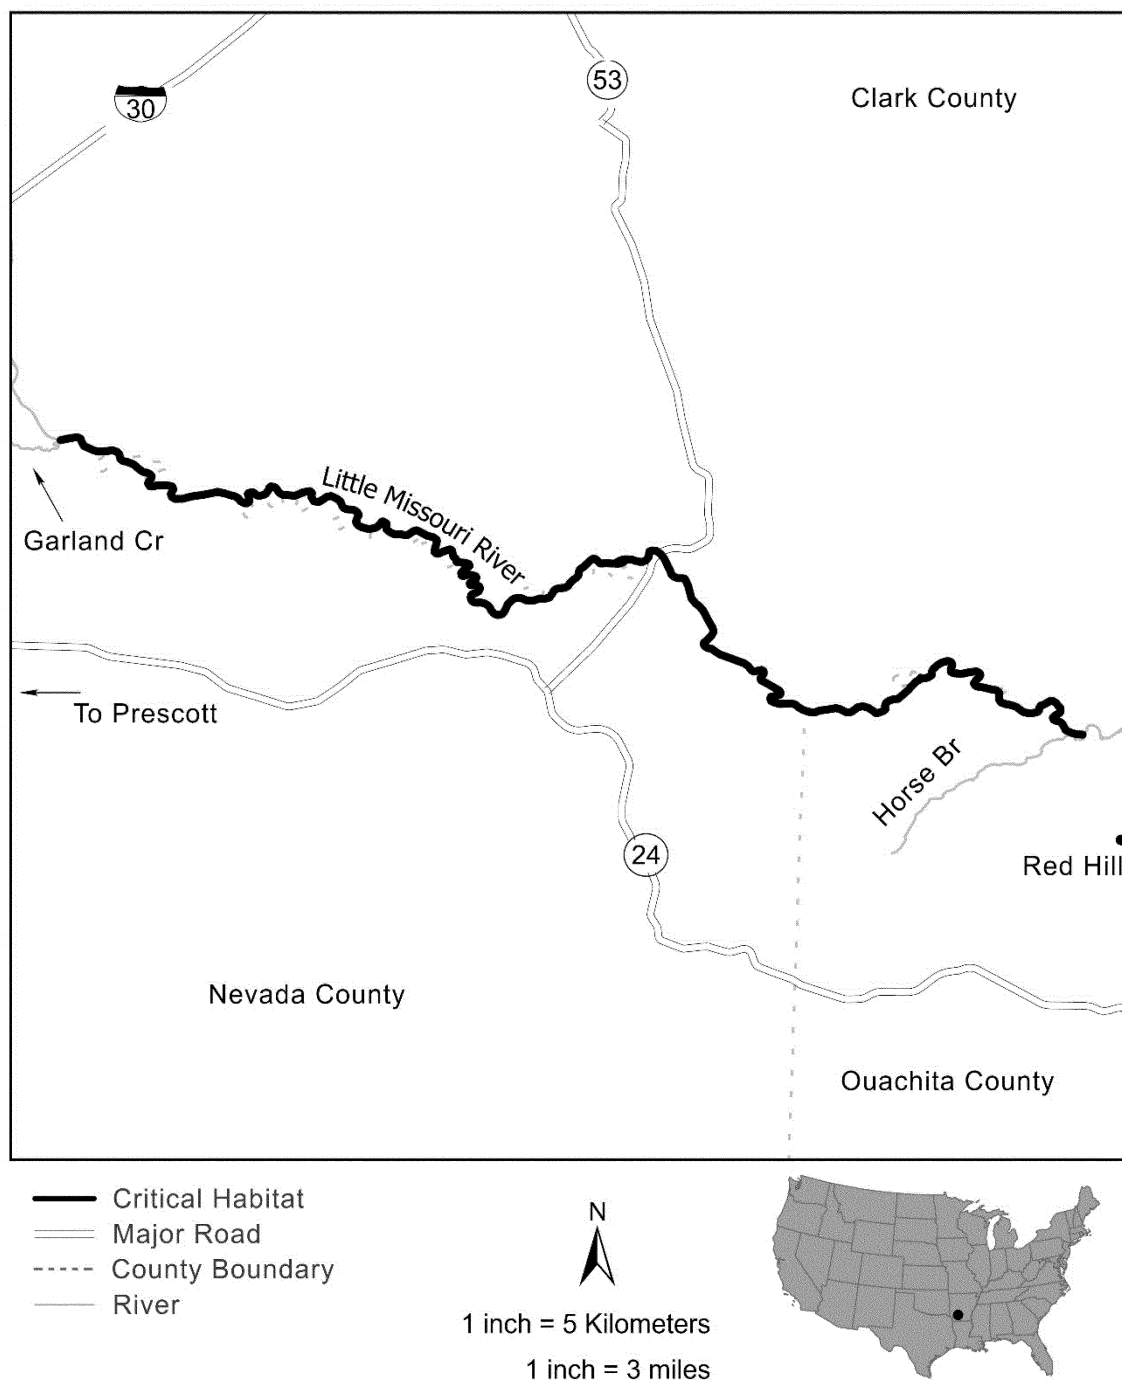 30
53
Clark County
Little Missouri River
Garland Cr
To Prescott
Horse Br
24
Red Hill
Nevada County
Ouachita County
Critical Habitat
Major Road
County Boundary
River
N
1 inch = 5 Kilometers
1 inch = 3 miles